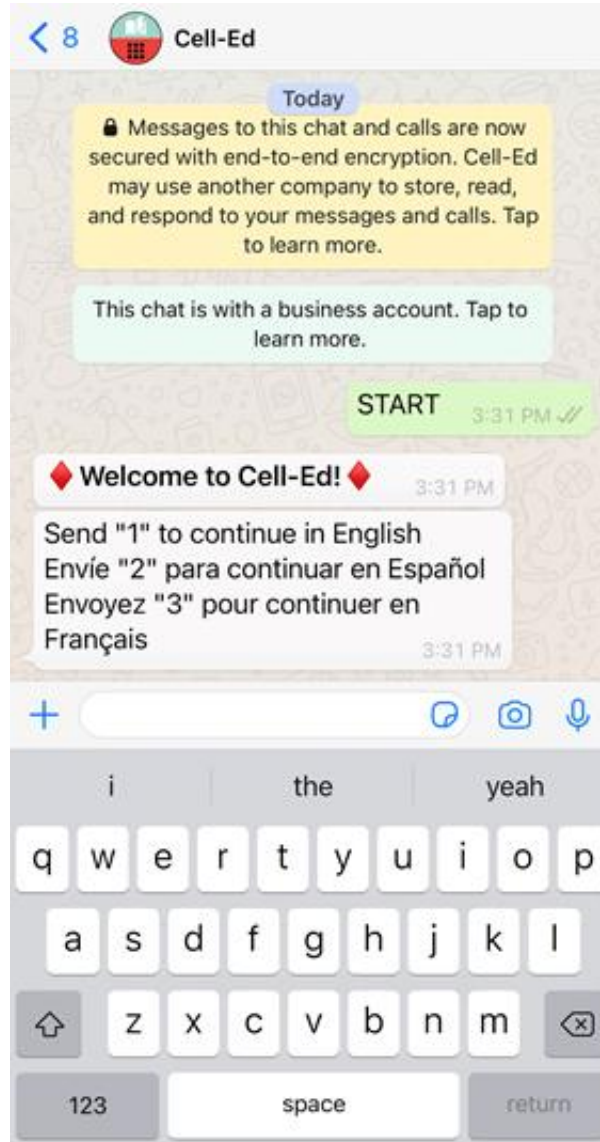 8 Cell-Ed
Today
Messages to this chat and calls are now
secured with end-to-end encryption. Cell-Ed
may use another company to store, read,
and respond to your messages and calls. Tap
to learn more.
This chat is with a business account. Tap to
learn more.
START 3:31 PM
Welcome to Cell-Ed! 3:31 PM
Send "1" to continue in English
Envíe "2" para continuar en Español
Envoyez "3" pour continuer en
Français 3:31 PM
i the yeah
q w e r t y u i o p
a s d f g h j k l
z x c v b n m
123 space return